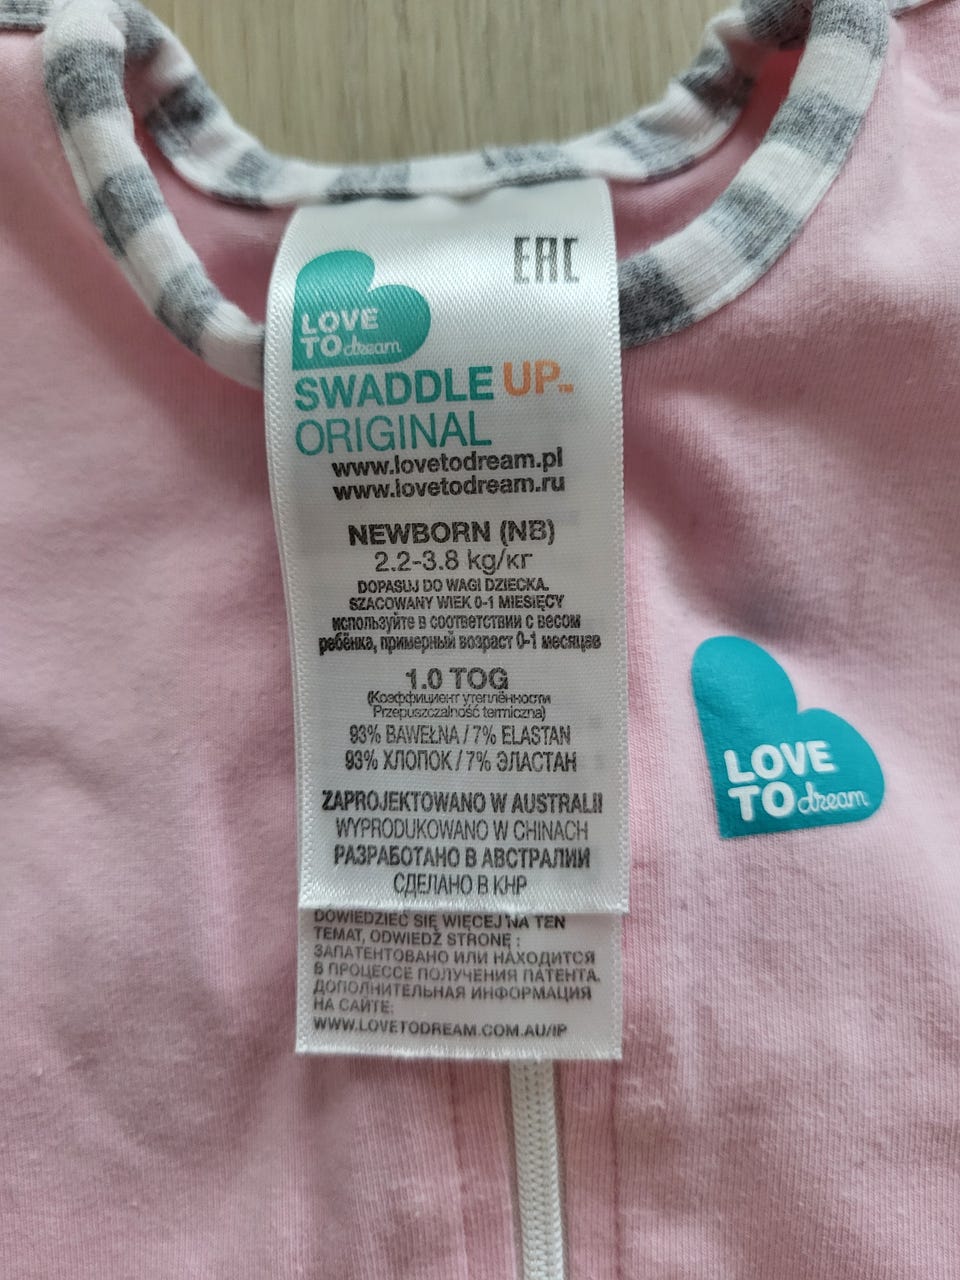 EAC
LOVE
TO dream
SWADDLE UP™
ORIGINAL
www.lovetodream.pl
www.lovetodream.ru
NEWBORN (NB)
2.2-3.8 kg/кг
DOPASUJ DO WAGI DZIECKA.
SZACOWANY WIEK 0-1 MIESIĘCY
используйте в соответствии с весом
ребёнка, примерный возраст 0-1 месяцев
1.0 TOG
(Коэффициент утеплённости
Przepuszczalność termiczna)
93% BAWEŁNA / 7% ELASTAN
93% ХЛОПОК / 7% ЭЛАСТАН
ZAPROJEKTOWANO W AUSTRALII
WYPRODUKOWANO W CHINACH
РАЗРАБОТАНО В АВСТРАЛИИ
СДЕЛАНО В КНР
DOWIEDZIEĆ SIĘ WIĘCEJ NA TEN
TEMAT, ODWIEDŹ STRONĘ :
ЗАПАТЕНТОВАНО ИЛИ НАХОДИТСЯ
В ПРОЦЕССЕ ПОЛУЧЕНИЯ ПАТЕНТА.
ДОПОЛНИТЕЛЬНАЯ ИНФОРМАЦИЯ
НА САЙТЕ:
WWW.LOVETODREAM.COM.AU/IP
LOVE
TO dream